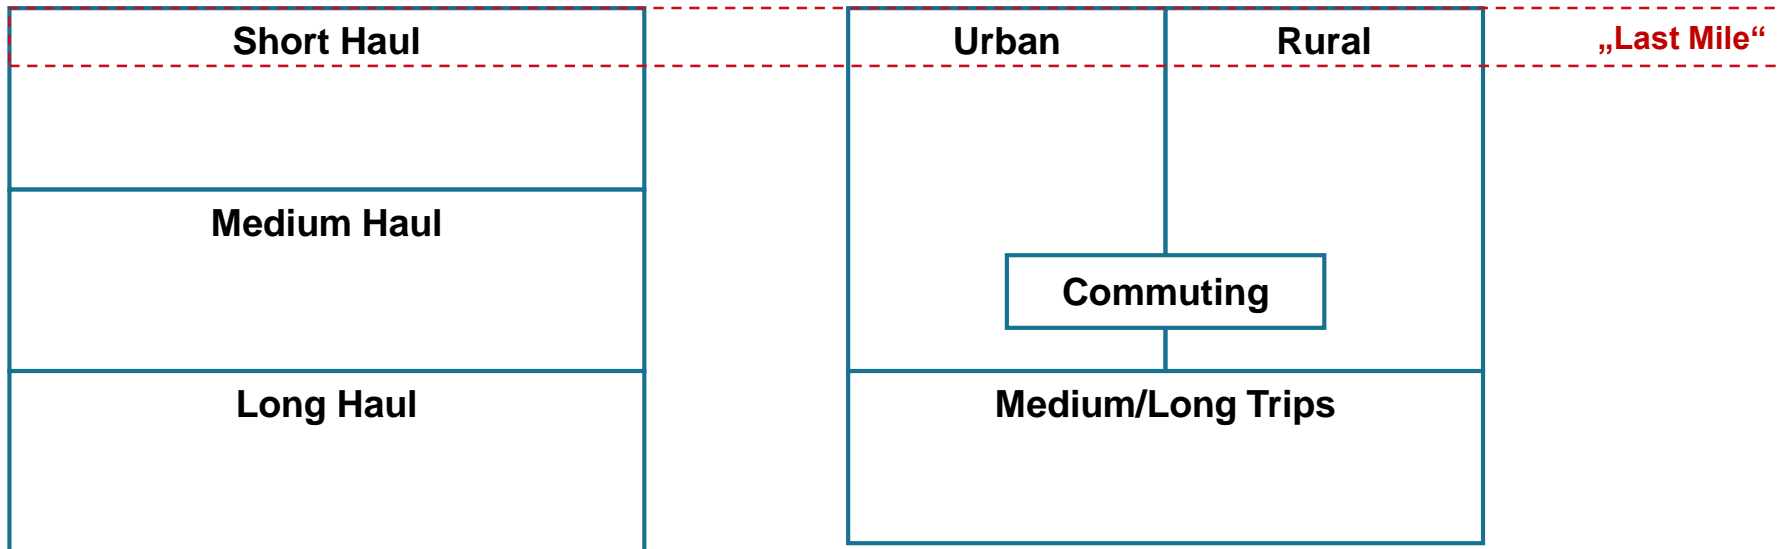 Short Haul
Urban
Rural
„Last Mile“
Medium Haul
Commuting
Long Haul
Medium/Long Trips